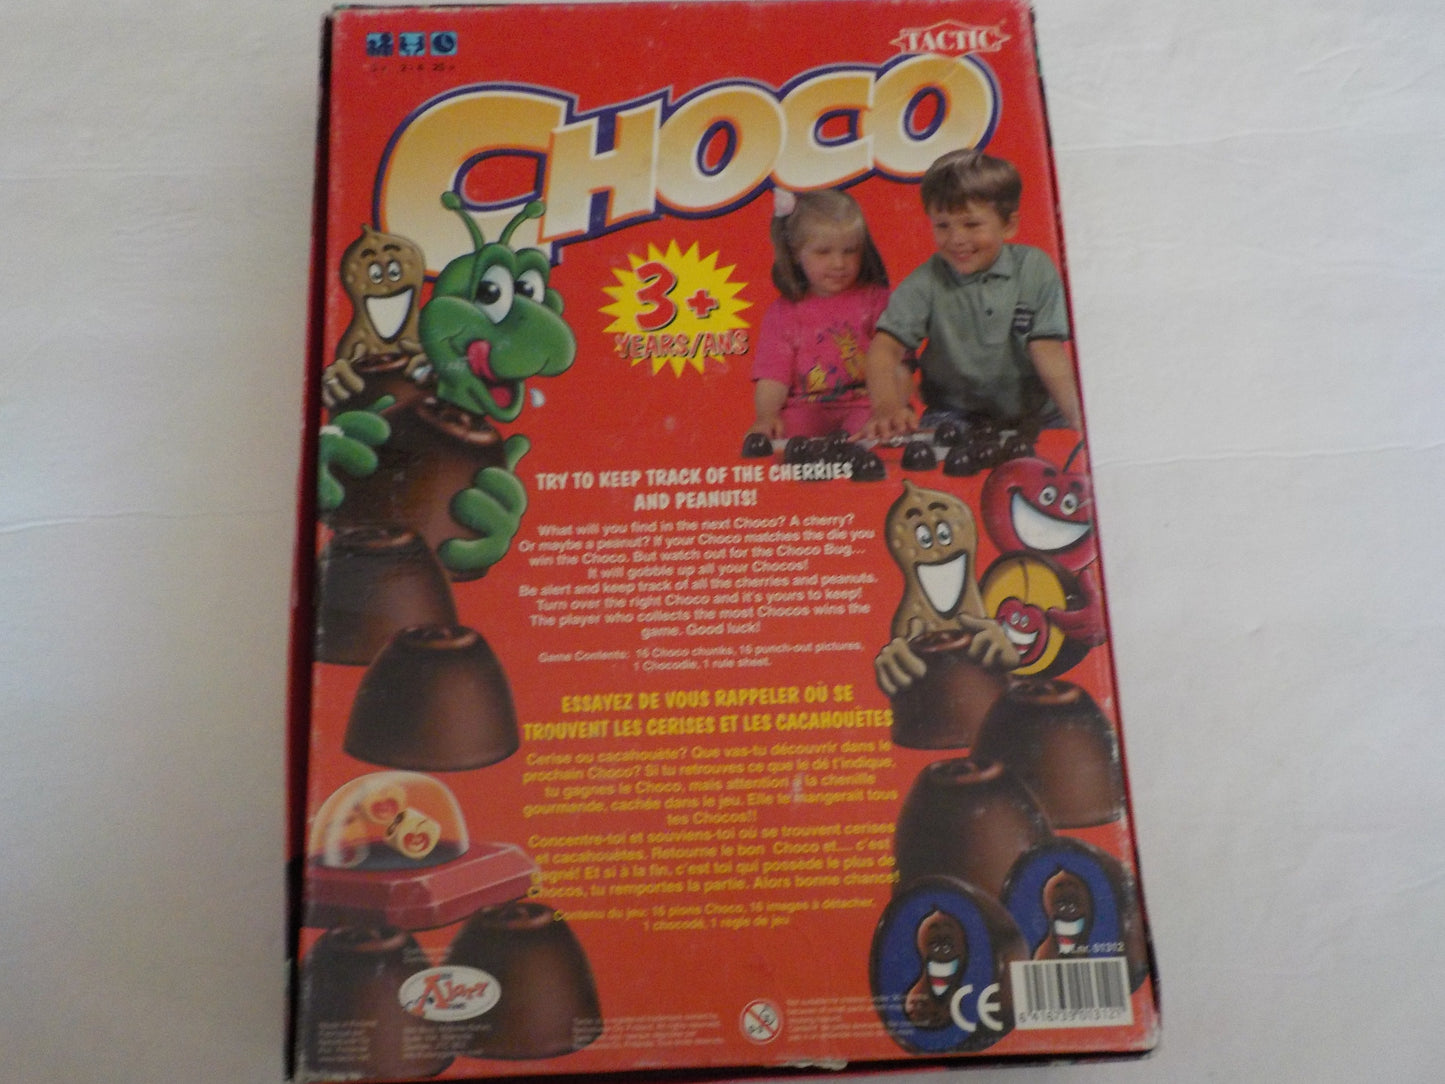 TACTIC
CHOCO
3+
YEARS/ANS
TRY TO KEEP TRACK OF THE CHERRIES
AND PEANUTS!
What will you find in the next Choco? A cherry?
Or maybe a peanut? If your Choco matches the die you
win the Choco. But watch out for the Choco Bug...
It will gobble up all your Chocos!
Be alert and keep track of all the cherries and peanuts.
Turn over the right Choco and it's yours to keep!
The player who collects the most Chocos wins the
game. Good luck!
Game Contents: 16 Choco chunks, 16 punch-out pictures,
1 Chocodie, 1 rule sheet.
ESSAYEZ DE VOUS RAPPELER OÙ SE
TROUVENT LES CERISES ET LES CACAHOUÈTES
Cerise ou cacahouète? Que vas-tu découvrir dans le
prochain Choco? Si tu retrouves ce que le dé t'indique,
tu gagnes le Choco, mais attention à la chenille
gourmande, cachée dans le jeu. Elle te mangerait tous
tes Chocos!!
Concentre-toi et souviens-toi où se trouvent cerises
et cacahouètes. Retourne le bon Choco et.... c'est
gagné! Et si à la fin, c'est toi qui possède le plus de
Chocos, tu remportes la partie. Alors bonne chance!
Contenu du jeu: 16 pions Choco, 16 images à détacher,
1 chocodé, 1 règle de jeu
Art.nr. 01312
CE
6 416739 013121